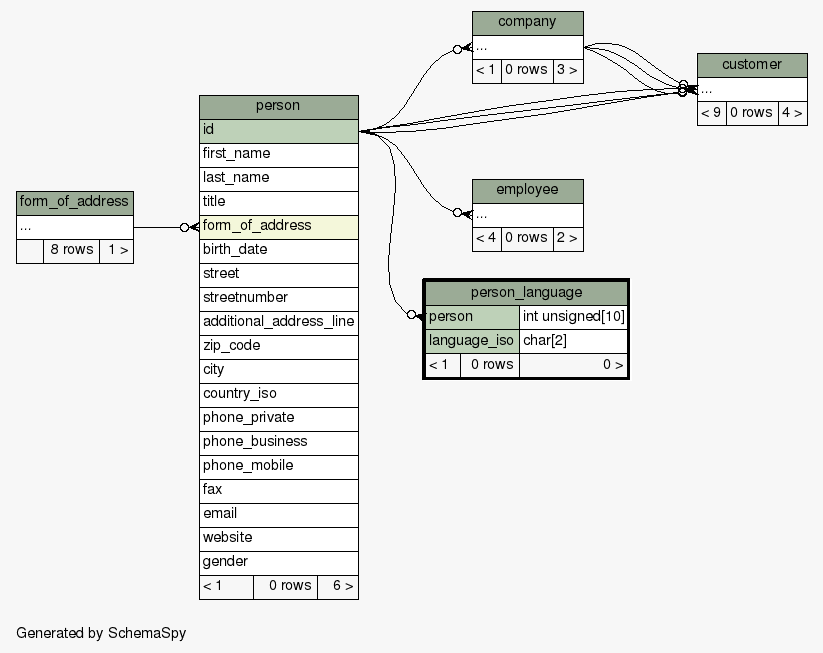 company
...
< 1 0 rows 3 >
customer
...
< 9 0 rows 4 >
person
id
first_name
last_name
title
form_of_address
birth_date
street
streetnumber
additional_address_line
zip_code
city
country_iso
phone_private
phone_business
phone_mobile
fax
email
website
gender
< 1 0 rows 6 >
form_of_address
...
8 rows 1 >
employee
...
< 4 0 rows 2 >
person_language
person int unsigned[10]
language_iso char[2]
< 1 0 rows 0 >
Generated by SchemaSpy